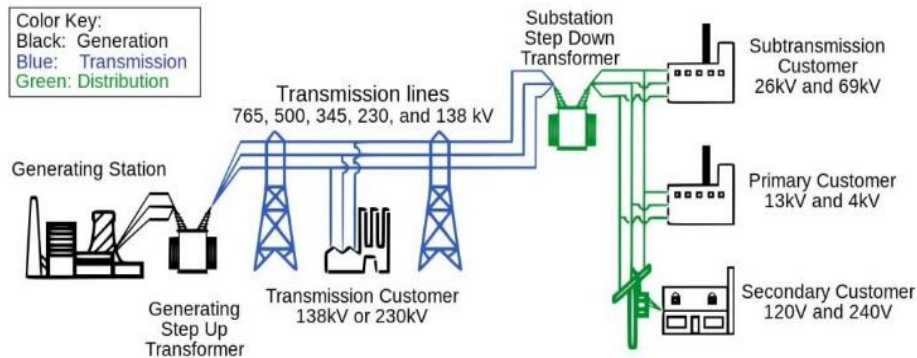 Color Key:
Black: Generation
Blue: Transmission
Green: Distribution
Substation
Step Down
Transformer
Subtransmission
Customer
26kV and 69kV
Transmission lines
765, 500, 345, 230, and 138 kV
Generating Station
Primary Customer
13kV and 4kV
Transmission Customer
138kV or 230kV
Generating
Step Up
Transformer
Secondary Customer
120V and 240V